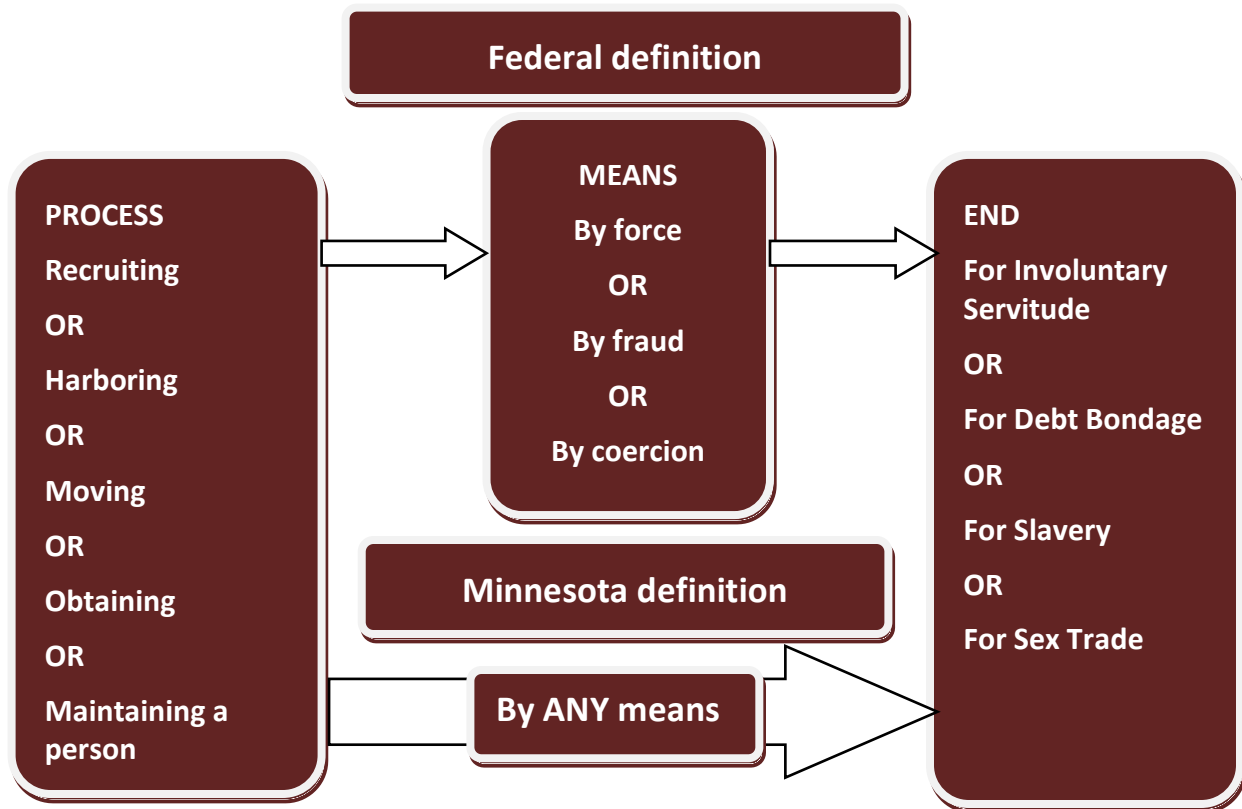 Federal definition
PROCESS
Recruiting
OR
Harboring
OR
Moving
OR
Obtaining
OR
Maintaining a
person
MEANS
By force
OR
By fraud
OR
By coercion
Minnesota definition
By ANY means
END
For Involuntary
Servitude
OR
For Debt Bondage
OR
For Slavery
OR
For Sex Trade